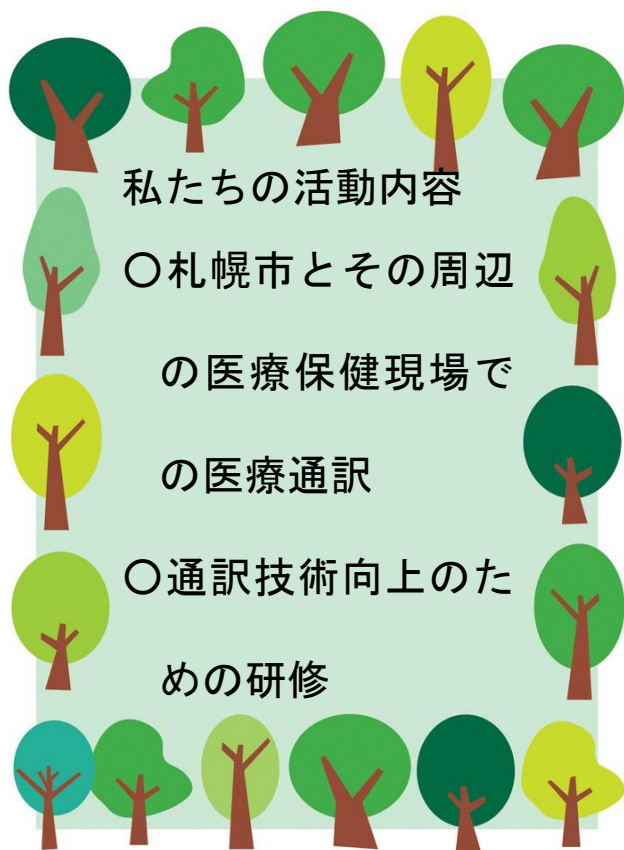 私たちの活動内容
〇札幌市とその周辺
の医療保健現場で
の医療通訳
〇通訳技術向上のた
めの研修